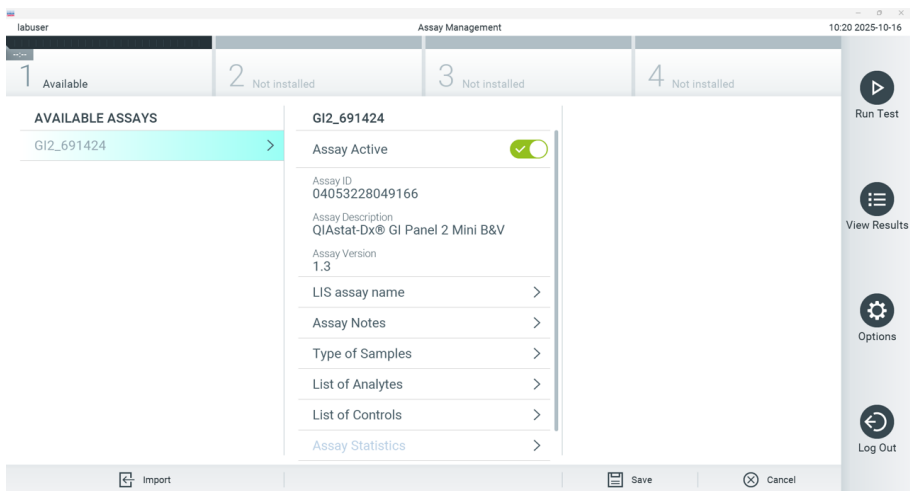 labuser
Assay Management
10:20 2025-10-16
--:--
1 Available
2 Not installed
3 Not installed
4 Not installed
Run Test
View Results
Options
Log Out
AVAILABLE ASSAYS
GI2_691424
GI2_691424
Assay Active
Assay ID
04053228049166
Assay Description
QIAstat-Dx® GI Panel 2 Mini B&V
Assay Version
1.3
LIS assay name
Assay Notes
Type of Samples
List of Analytes
List of Controls
Assay Statistics
Import
Save
Cancel